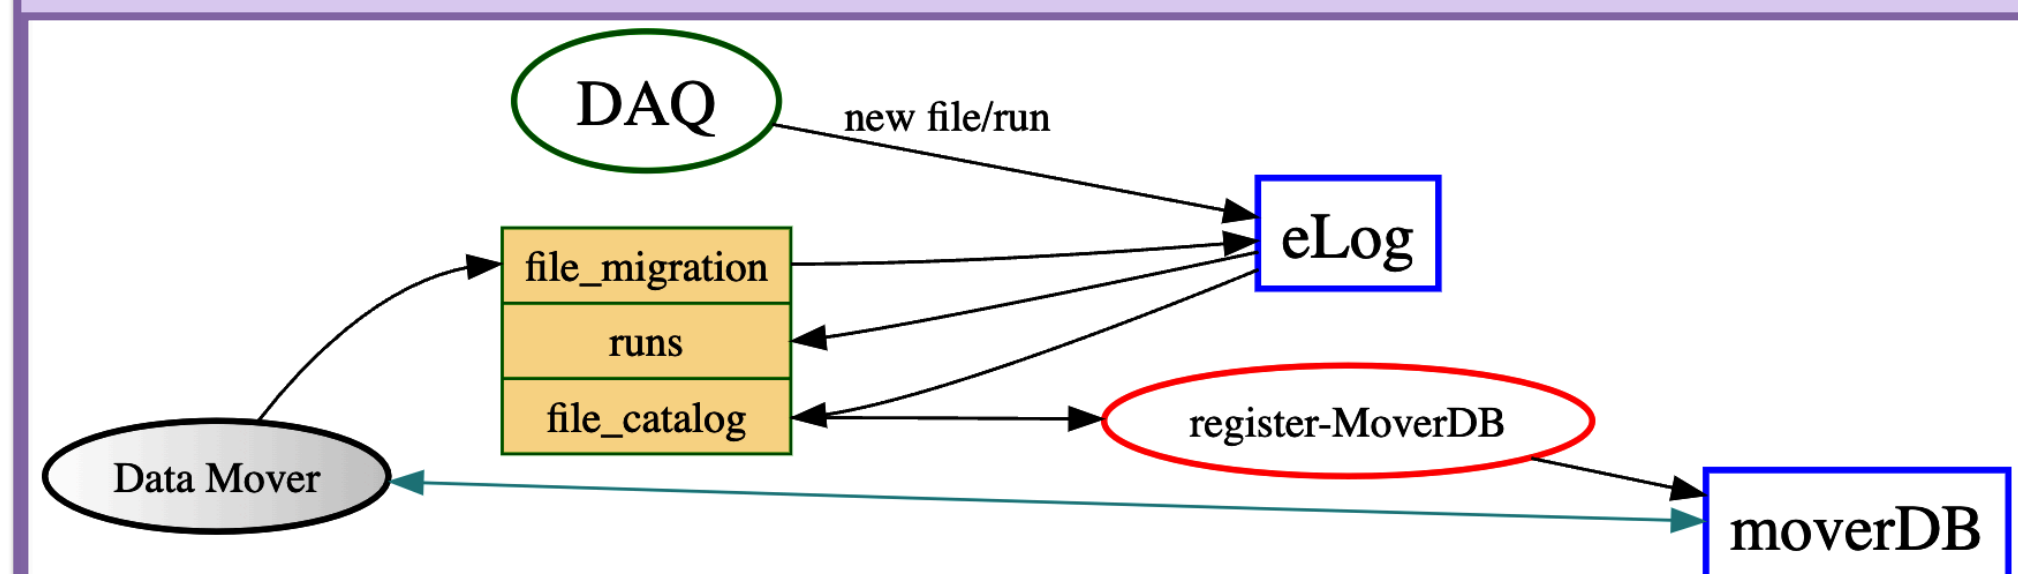 DAQ
new file/run
eLog
file_migration
runs
file_catalog
register-MoverDB
Data Mover
moverDB